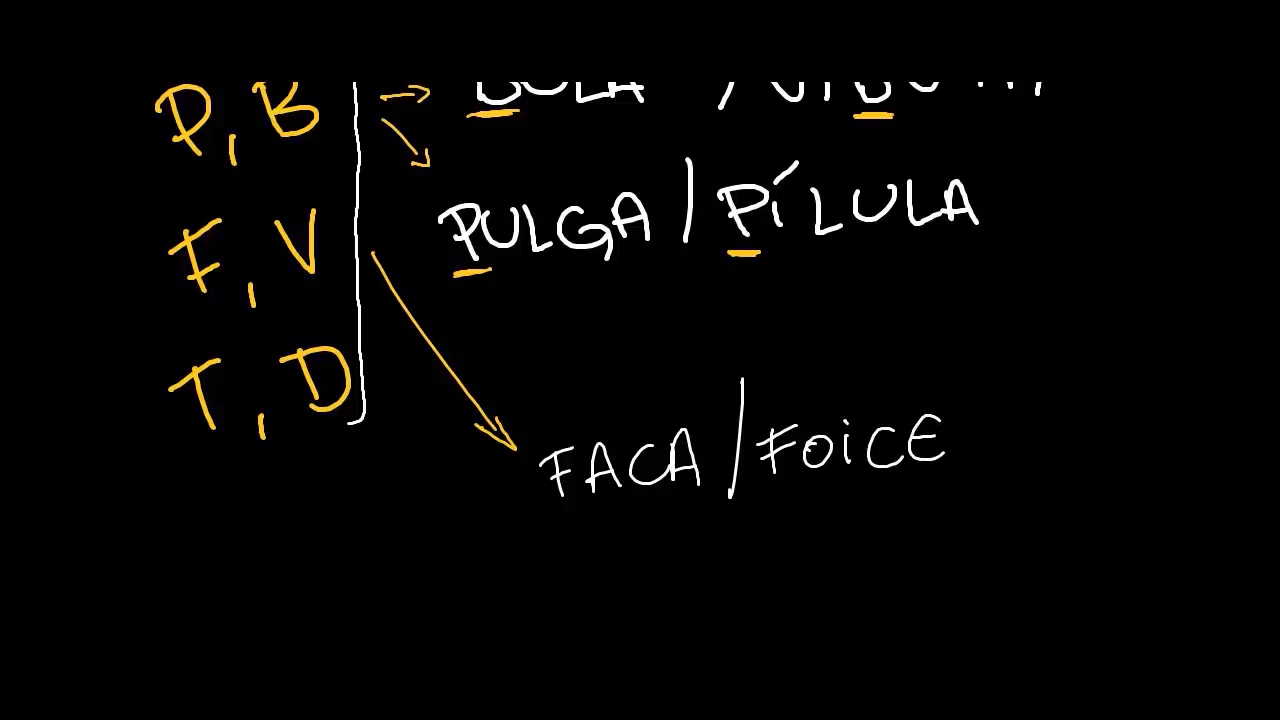 P, B
PULGA / PÍLULA
F, V
T, D
FACA / FOICE